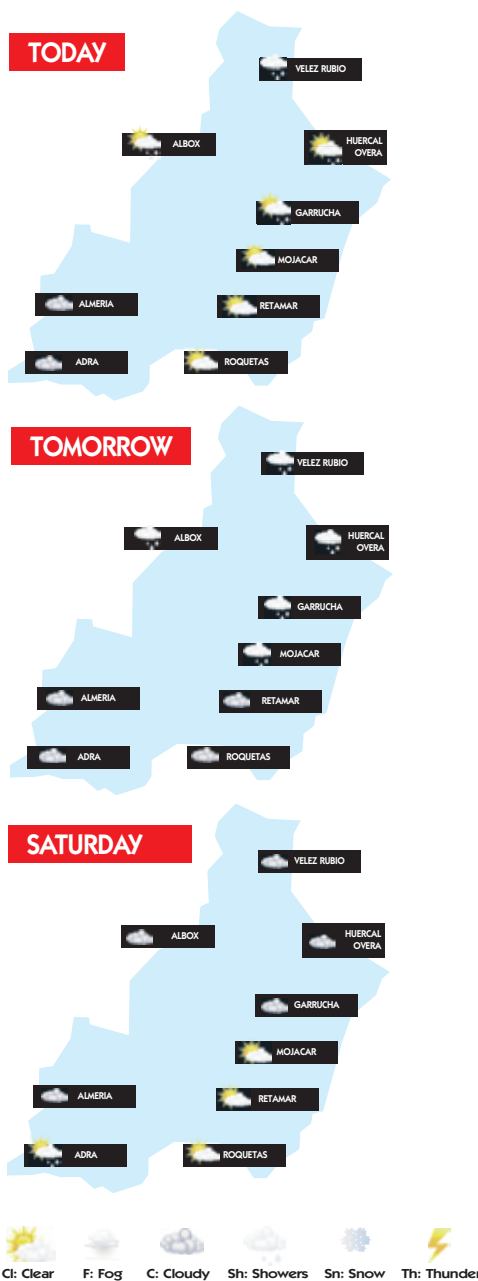 TODAY
VELEZ RUBIO
ALBOX
HUERCAL
OVERA
GARRUCHA
MOJACAR
ALMERIA
RETAMAR
ADRA
ROQUETAS
TOMORROW
VELEZ RUBIO
ALBOX
HUERCAL
OVERA
GARRUCHA
MOJACAR
ALMERIA
RETAMAR
ADRA
ROQUETAS
SATURDAY
VELEZ RUBIO
ALBOX
HUERCAL
OVERA
GARRUCHA
MOJACAR
ALMERIA
RETAMAR
ADRA
ROQUETAS
Cl: Clear F: Fog C: Cloudy Sh: Showers Sn: Snow Th: Thunder